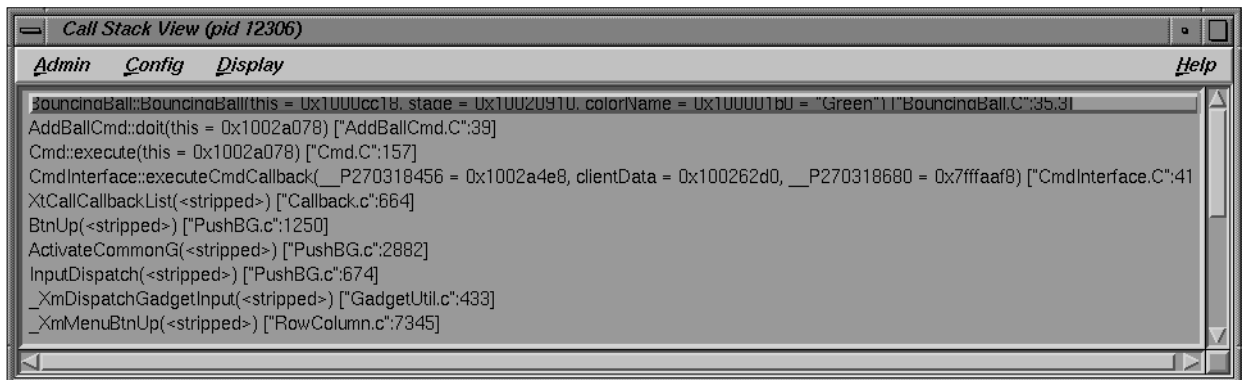 Call Stack View (pid 12306)
Admin Config Display Help
BouncingBall::BouncingBall(this = 0x1000cc18, stage = 0x10020910, colorName = 0x100001b0 = "Green") ["BouncingBall.C":35,3]
AddBallCmd::doit(this = 0x1002a078) ["AddBallCmd.C":39]
Cmd::execute(this = 0x1002a078) ["Cmd.C":157]
CmdInterface::executeCmdCallback(__P270318456 = 0x1002a4e8, clientData = 0x100262d0, __P270318680 = 0x7fffaaf8) ["CmdInterface.C":41
XtCallCallbackList(<stripped>) ["Callback.c":664]
BtnUp(<stripped>) ["PushBG.c":1250]
ActivateCommonG(<stripped>) ["PushBG.c":2882]
InputDispatch(<stripped>) ["PushBG.c":674]
_XmDispatchGadgetInput(<stripped>) ["GadgetUtil.c":433]
_XmMenuBtnUp(<stripped>) ["RowColumn.c":7345]